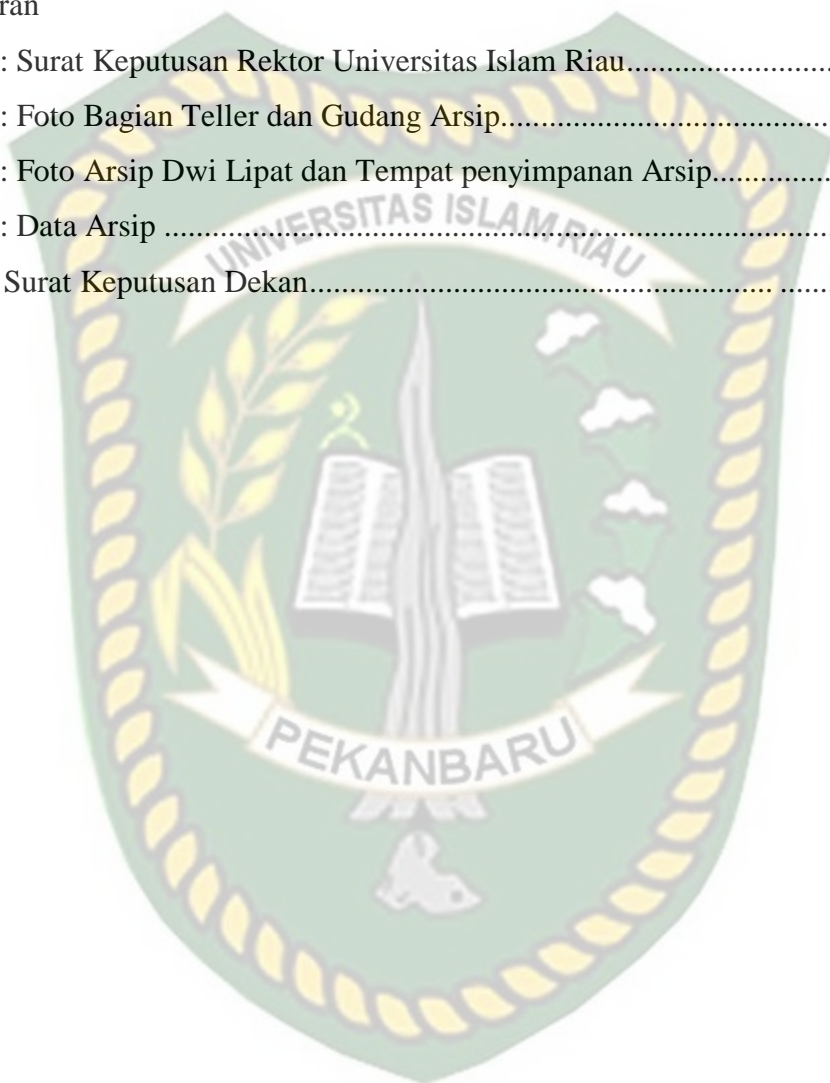 ran
: Surat Keputusan Rektor Universitas Islam Riau........................
: Foto Bagian Teller dan Gudang Arsip.......................................
: Foto Arsip Dwi Lipat dan Tempat penyimpanan Arsip..............
: Data Arsip ................................................................................
UNIVERSITAS ISLAM RIAU
Surat Keputusan Dekan......................................................... ......
PEKANBARU